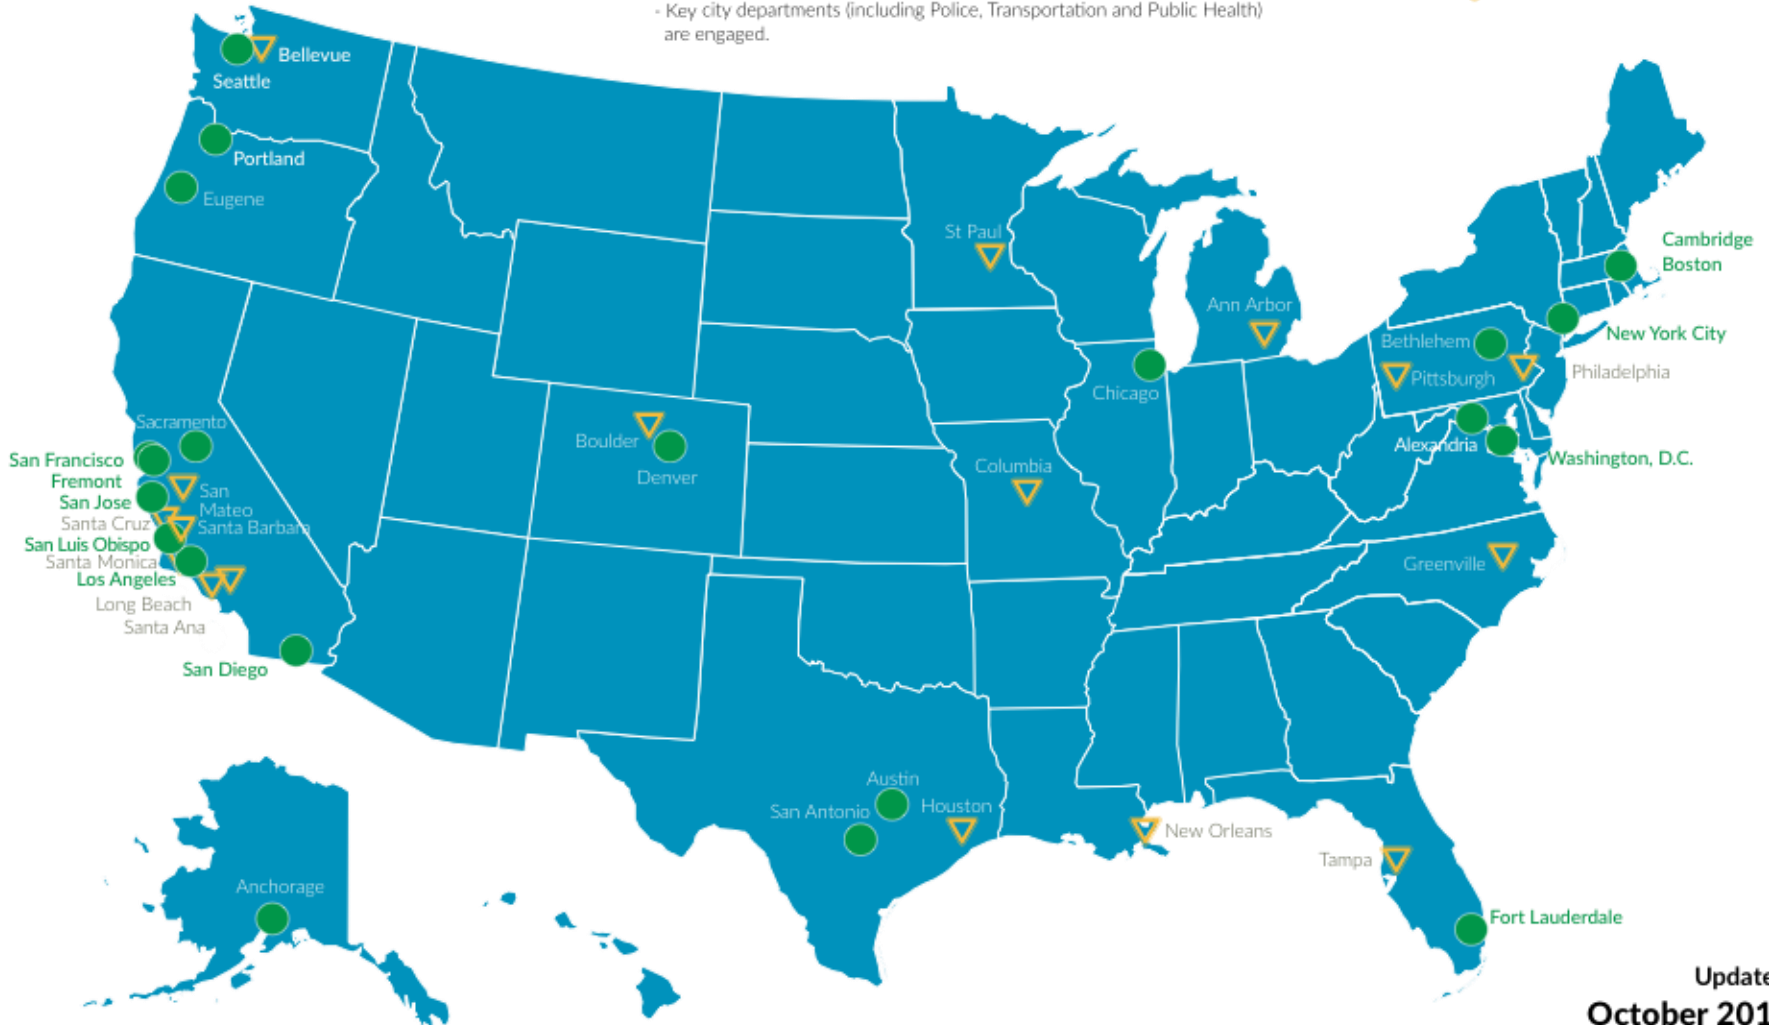 - Key city departments (including Police, Transportation and Public Health)
are engaged.
Bellevue
Seattle
Portland
Eugene
St Paul
Cambridge
Boston
Ann Arbor
New York City
Bethlehem
Philadelphia
Pittsburgh
Chicago
Sacramento
Boulder
Alexandria
San Francisco
Washington, D.C.
Columbia
Denver
Fremont
San
Mateo
San Jose
Santa Cruz
Santa Barbara
San Luis Obispo
Santa Monica
Greenville
Los Angeles
Long Beach
Santa Ana
San Diego
Austin
San Antonio
Houston
New Orleans
Tampa
Anchorage
Fort Lauderdale
Update
October 201